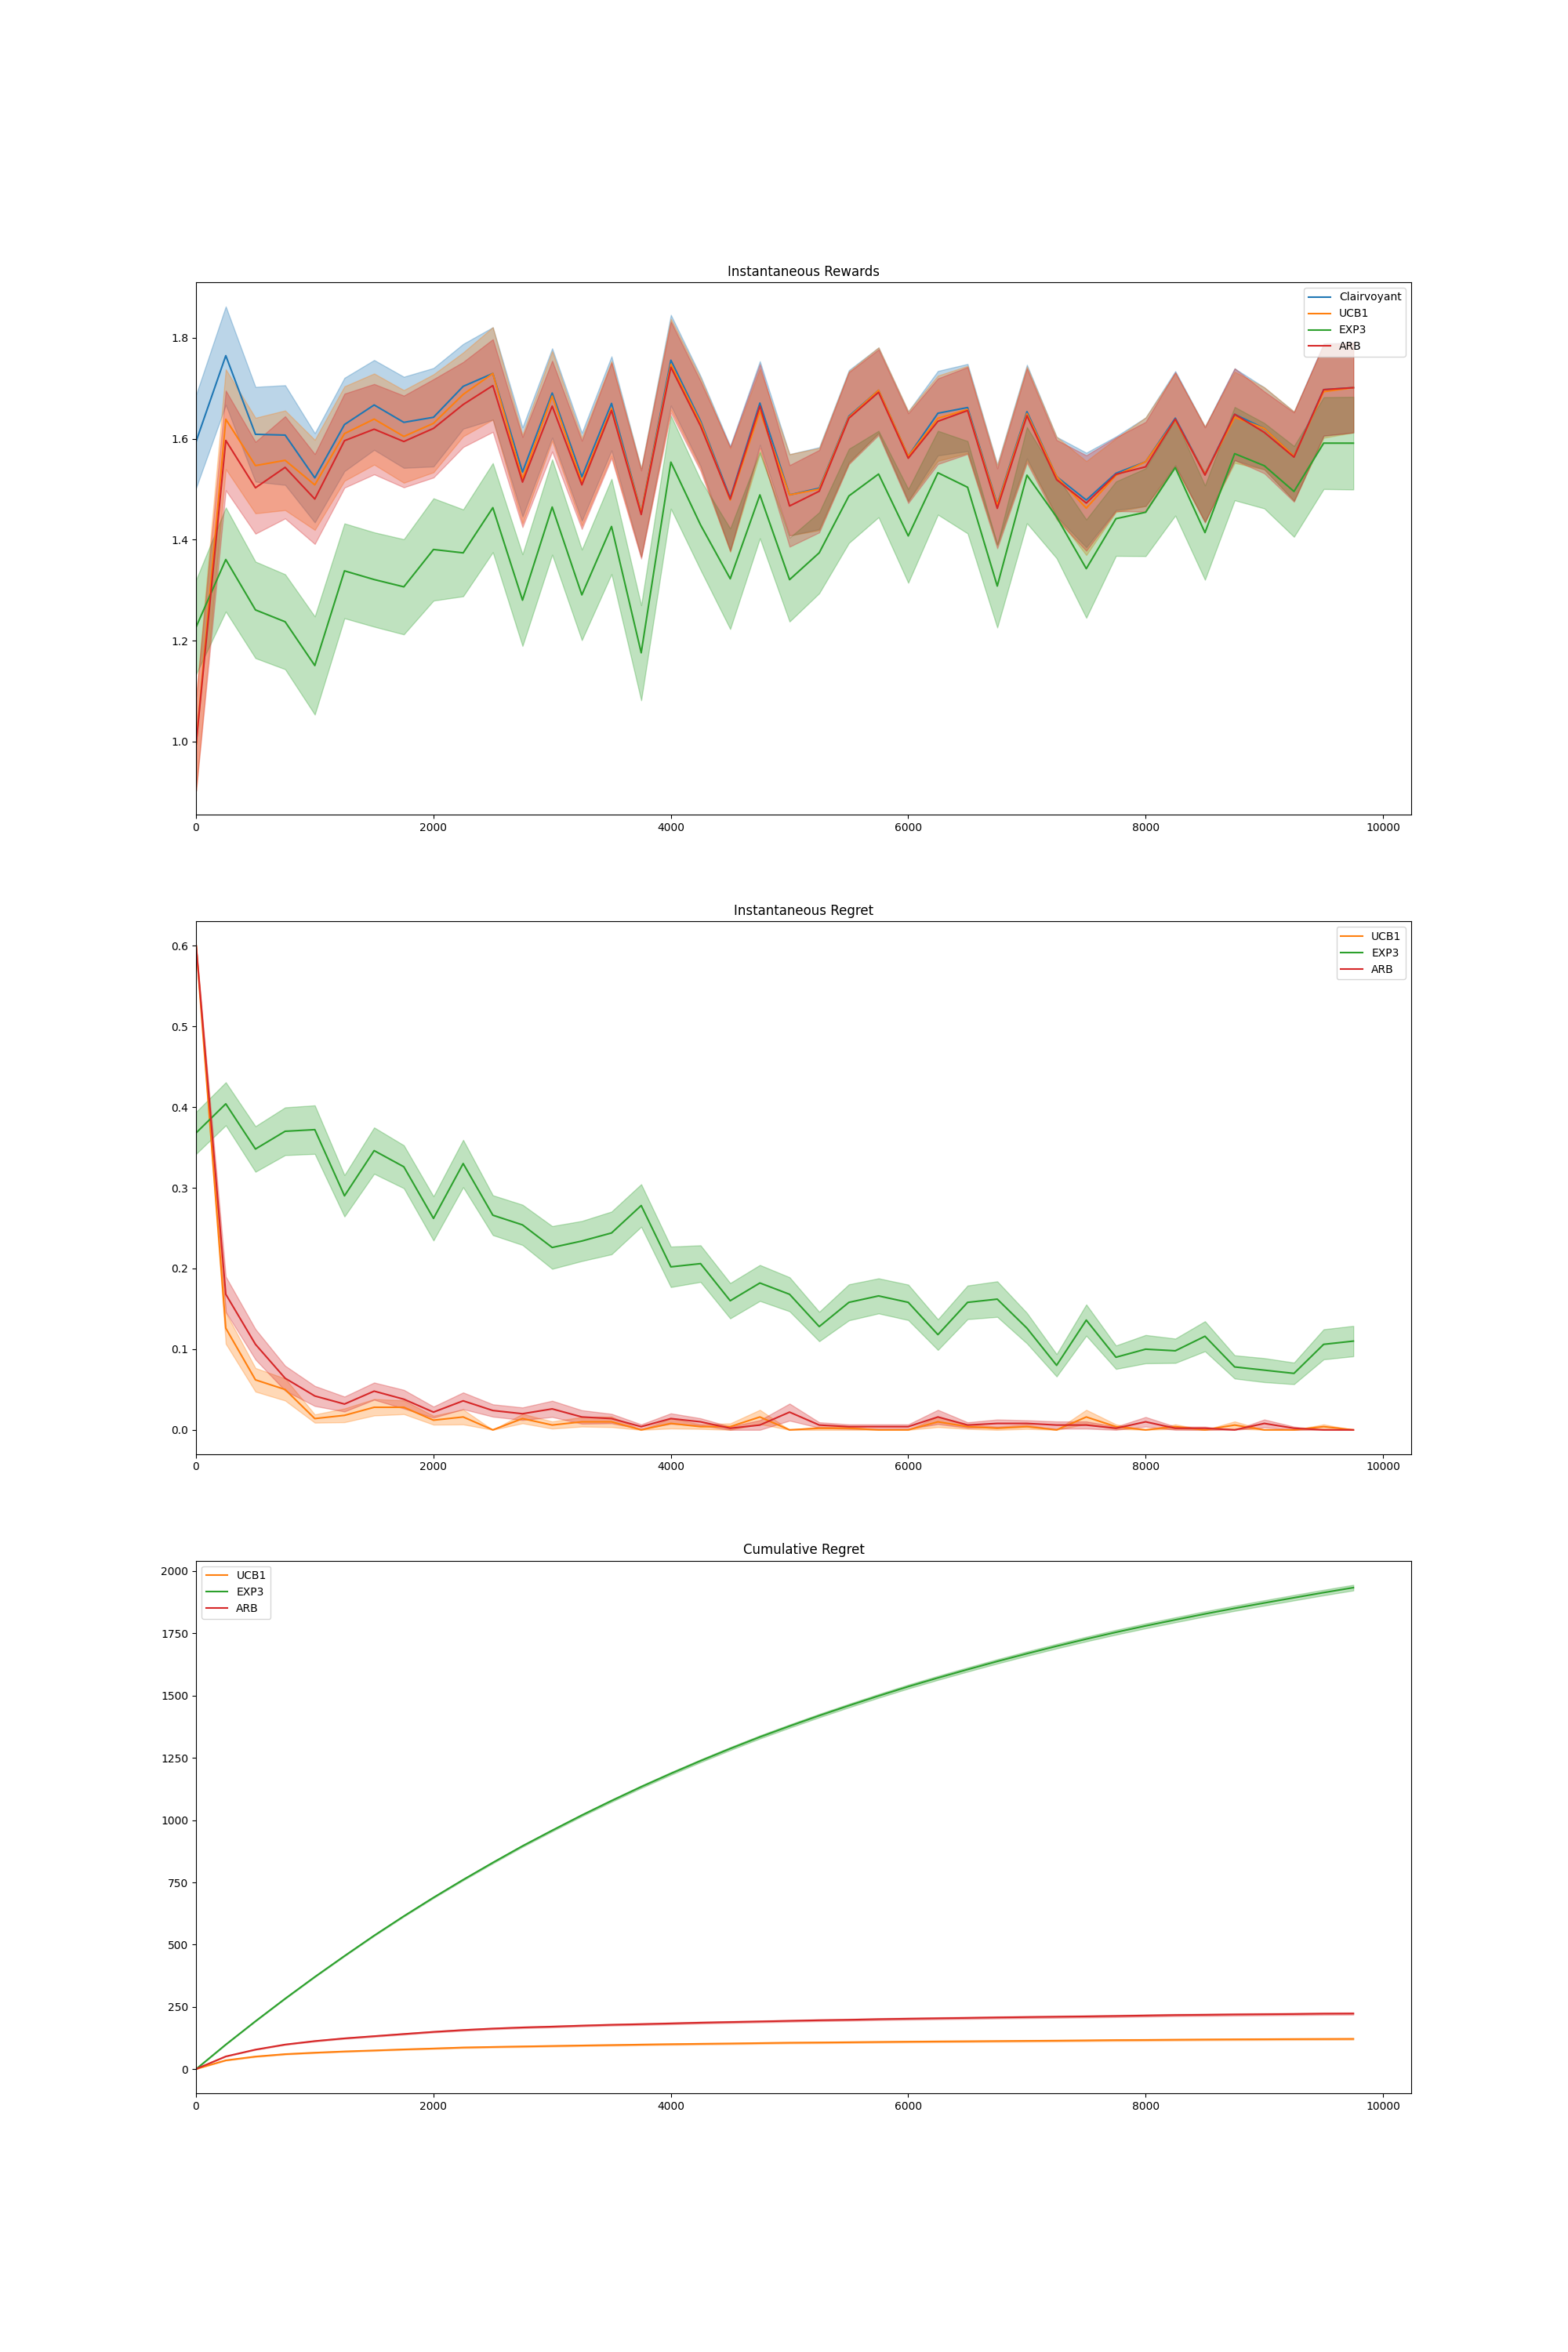 Instantaneous Rewards
Clairvoyant
UCB1
EXP3
ARB
1.8
1.6
1.4
1.2
1.0
0 2000 4000 6000 8000 10000
Instantaneous Regret
UCB1
EXP3
ARB
0.6
0.5
0.4
0.3
0.2
0.1
0.0
0 2000 4000 6000 8000 10000
Cumulative Regret
UCB1
EXP3
ARB
2000
1750
1500
1250
1000
750
500
250
0
0 2000 4000 6000 8000 10000